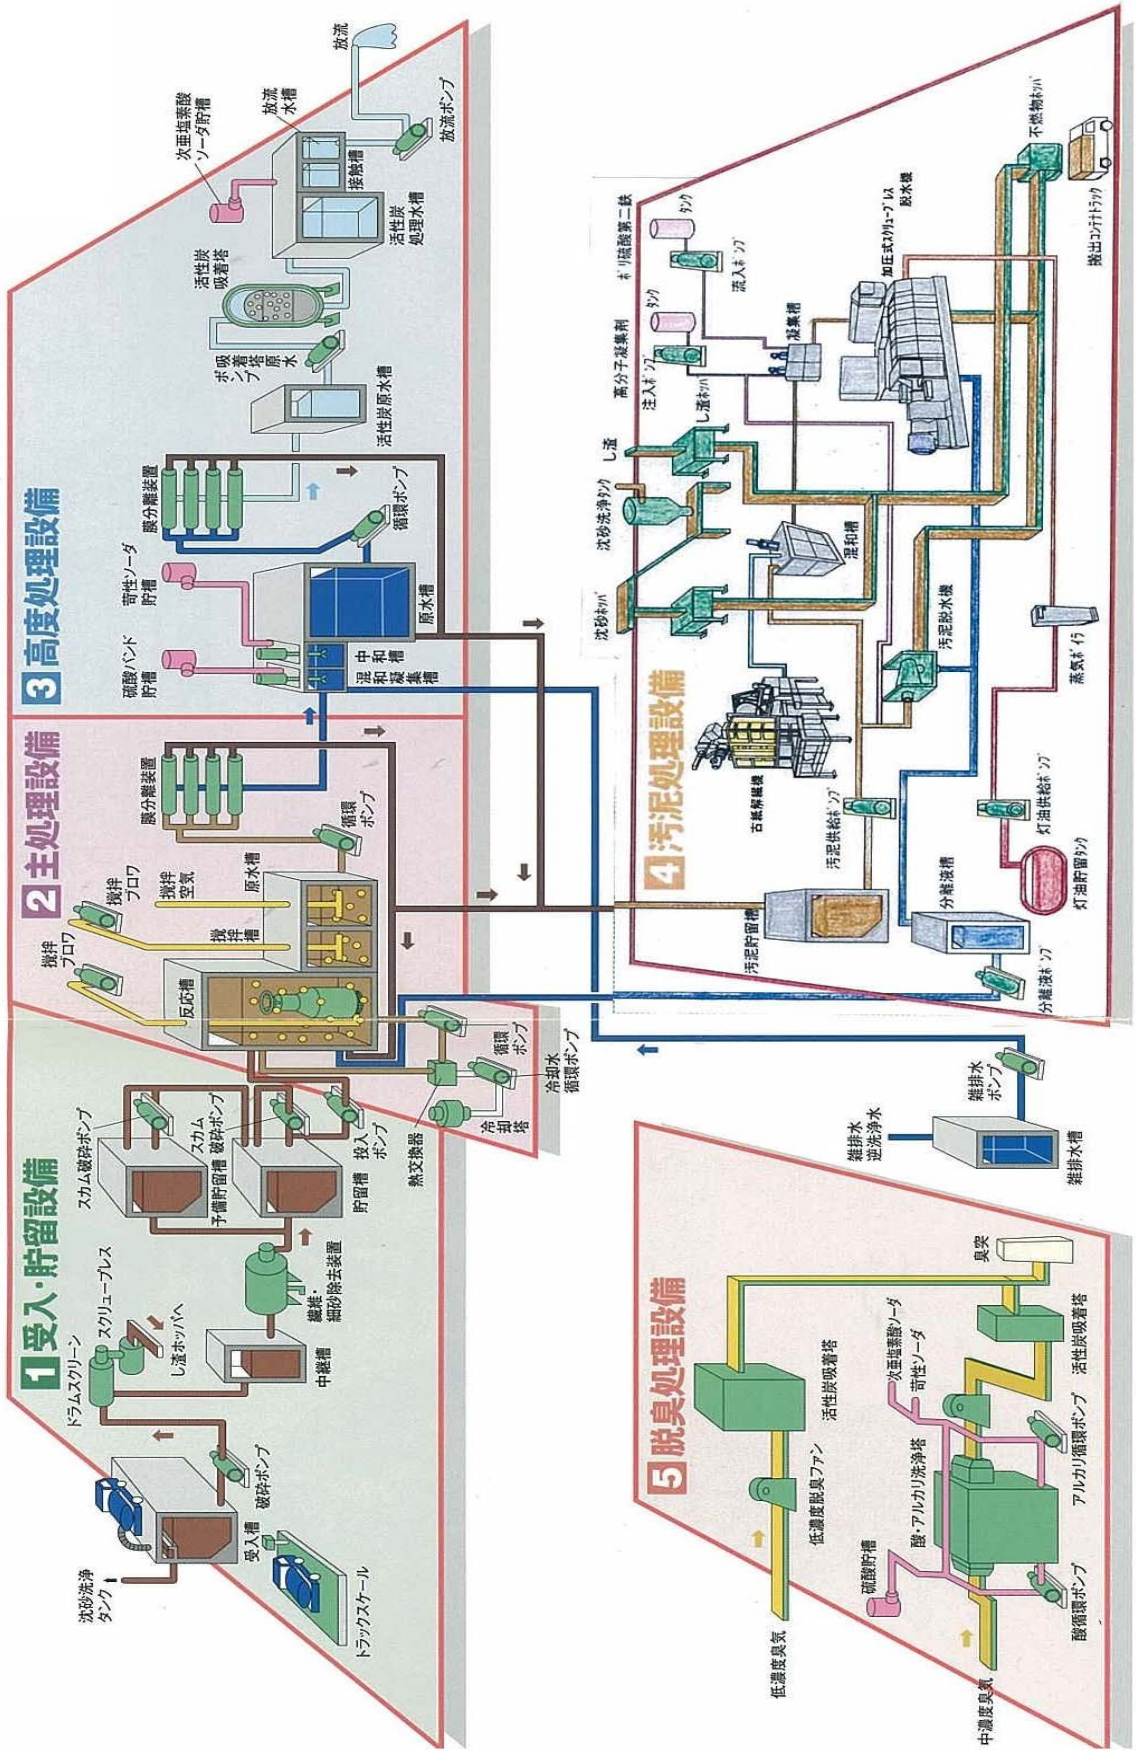 1 受入・貯留設備
沈砂洗浄
タンク
トラックスケール
受入槽
破砕ポンプ
ドラムスクリーン
スクリュープレス
し渣ホッパへ
中継槽
繊維・
細砂除去装置
スカム破砕ポンプ
予備貯留槽
スカム
破砕ポンプ
貯留槽
投入
ポンプ
2 主処理設備
熱交換器
冷却塔
冷却水
循環ポンプ
循環
ポンプ
反応槽
撹拌
ブロワ
撹拌
ブロワ
撹拌槽
撹拌
空気
原水槽
循環
ポンプ
膜分離装置
3 高度処理設備
硫酸バンド
貯槽
苛性ソーダ
貯槽
混和凝集槽
中和槽
原水槽
循環ポンプ
膜分離装置
活性炭原水槽
吸着塔原水
ポンプ
活性炭
吸着塔
次亜塩素酸
ソーダ貯槽
活性炭
処理水槽
接触槽
放流
水槽
放流ポンプ
放流
4 汚泥処理設備
汚泥貯留槽
汚泥供給ポンプ
古紙解繊機
沈砂ホッパ
沈砂洗浄タンク
し渣
し渣ホッパ
混和槽
高分子凝集剤
注入ポンプ
タンク
ポリ硫酸第二鉄
タンク
流入ポンプ
凝集槽
加圧式スクリュープレス
脱水機
不燃物ホッパ
搬出コンテナトラック
汚泥脱水機
蒸気ボイラ
灯油供給ポンプ
灯油貯留タンク
分離液槽
分離液ポンプ
雑排水
逆洗浄水
雑排水槽
雑排水
ポンプ
5 脱臭処理設備
低濃度臭気
低濃度脱臭ファン
活性炭吸着塔
中濃度臭気
硫酸貯槽
酸・アルカリ洗浄塔
酸循環ポンプ
次亜塩素酸ソーダ
苛性ソーダ
アルカリ循環ポンプ
活性炭吸着塔
臭突